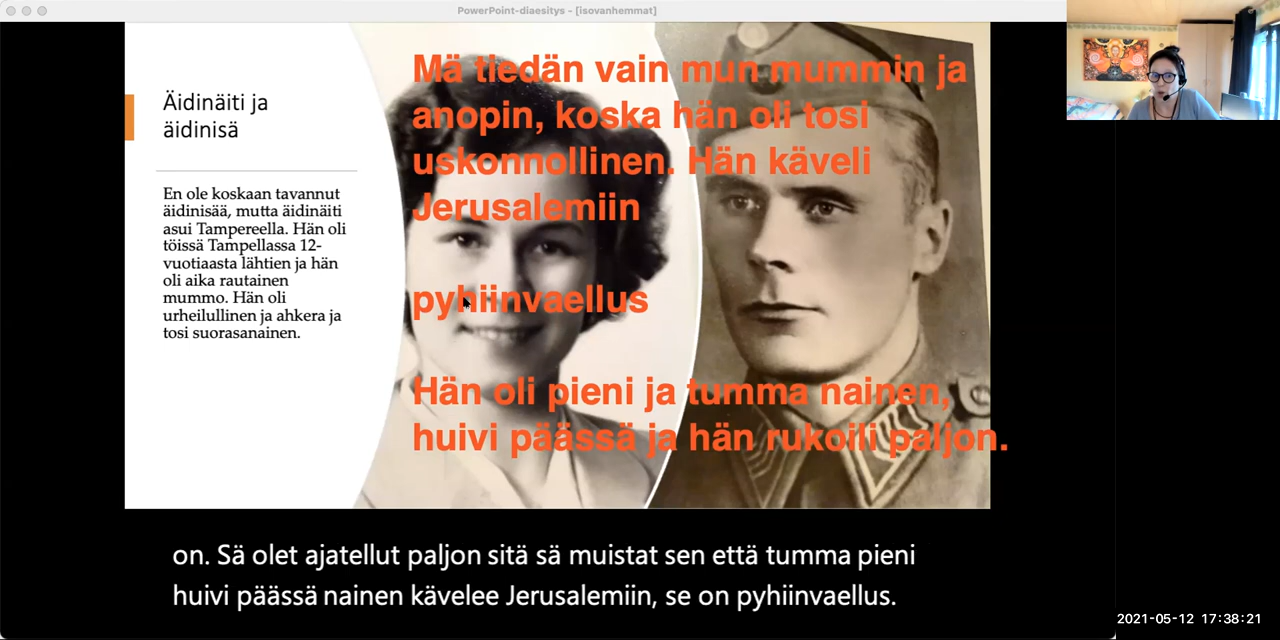 PowerPoint-diaesitys - [isovanhemmat]
Äidinäiti ja
äidinisä
En ole koskaan tavannut
äidinisää, mutta äidinäiti
asui Tampereella. Hän oli
töissä Tampellassa 12-
vuotiaasta lähtien ja hän
oli aika rautainen
mummo. Hän oli
urheilullinen ja ahkera ja
tosi suorasanainen.
Mä tiedän vain mun mummin ja
anopin, koska hän oli tosi
uskonnollinen. Hän käveli
Jerusalemiin
pyhiinvaellus
Hän oli pieni ja tumma nainen,
huivi päässä ja hän rukoili paljon.
on. Sä olet ajatellut paljon sitä sä muistat sen että tumma pieni
huivi päässä nainen kävelee Jerusalemiin, se on pyhiinvaellus.
2021-05-12 17:38:21